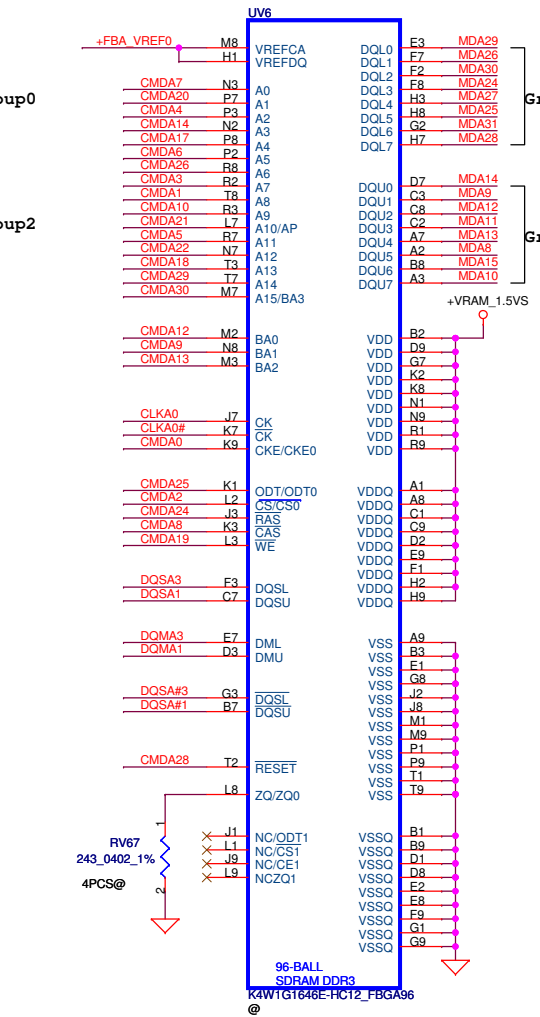 UV6
+FBA_VREF0 M8 VREFCA DQL0 E3 MDA29
H1 VREFDQ DQL1 F7 MDA26
DQL2 F2 MDA30
CMDA7 N3 A0 DQL3 F8 MDA24
oup0 CMDA20 P7 A1 DQL4 H3 MDA27
CMDA4 P3 A2 DQL5 H8 MDA25
CMDA14 N2 A3 DQL6 G2 MDA31
CMDA17 P8 A4 DQL7 H7 MDA28
CMDA6 P2 A5
CMDA26 R8 A6
CMDA3 R2 A7 DQU0 D7 MDA14
CMDA1 T8 A8 DQU1 C3 MDA9
CMDA10 R3 A9 DQU2 C8 MDA12
oup2 CMDA21 L7 A10/AP DQU3 C2 MDA11
CMDA5 R7 A11 DQU4 A7 MDA13
CMDA22 N7 A12 DQU5 A2 MDA8
CMDA18 T3 A13 DQU6 B8 MDA15
CMDA29 T7 A14 DQU7 A3 MDA10
CMDA30 M7 A15/BA3
+VRAM_1.5VS
CMDA12 M2 BA0 VDD B2
CMDA9 N8 BA1 VDD D9
CMDA13 M3 BA2 VDD G7
VDD K2
VDD K8
VDD N1
CLKA0 J7 CK VDD N9
CLKA0# K7 CK VDD R1
CMDA0 K9 CKE/CKE0 VDD R9
CMDA25 K1 ODT/ODT0 VDDQ A1
CMDA2 L2 CS/CS0 VDDQ A8
CMDA24 J3 RAS VDDQ C1
CMDA8 K3 CAS VDDQ C9
CMDA19 L3 WE VDDQ D2
VDDQ E9
VDDQ F1
DQSA3 F3 DQSL VDDQ H2
DQSA1 C7 DQSU VDDQ H9
DQMA3 E7 DML VSS A9
DQMA1 D3 DMU VSS B3
VSS E1
VSS G8
DQSA#3 G3 DQSL VSS J2
DQSA#1 B7 DQSU VSS J8
VSS M1
VSS M9
VSS P1
CMDA28 T2 RESET VSS P9
VSS T1
L8 ZQ/ZQ0 VSS T9
1
J1 NC/ODT1 VSSQ B1
RV67 L1 NC/CS1 VSSQ B9
243_0402_1% J9 NC/CE1 VSSQ D1
L9 NCZQ1 VSSQ D8
4PCS@ 2 VSSQ E2
VSSQ E8
VSSQ F9
VSSQ G1
VSSQ G9
96-BALL
SDRAM DDR3
K4W1G1646E-HC12_FBGA96
@